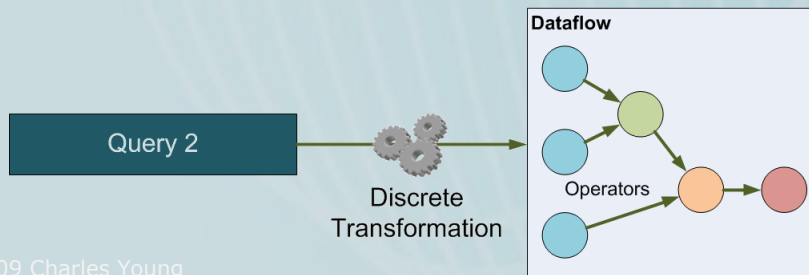 Dataflow
Query 2
Operators
Discrete
Transformation
09 Charles Young